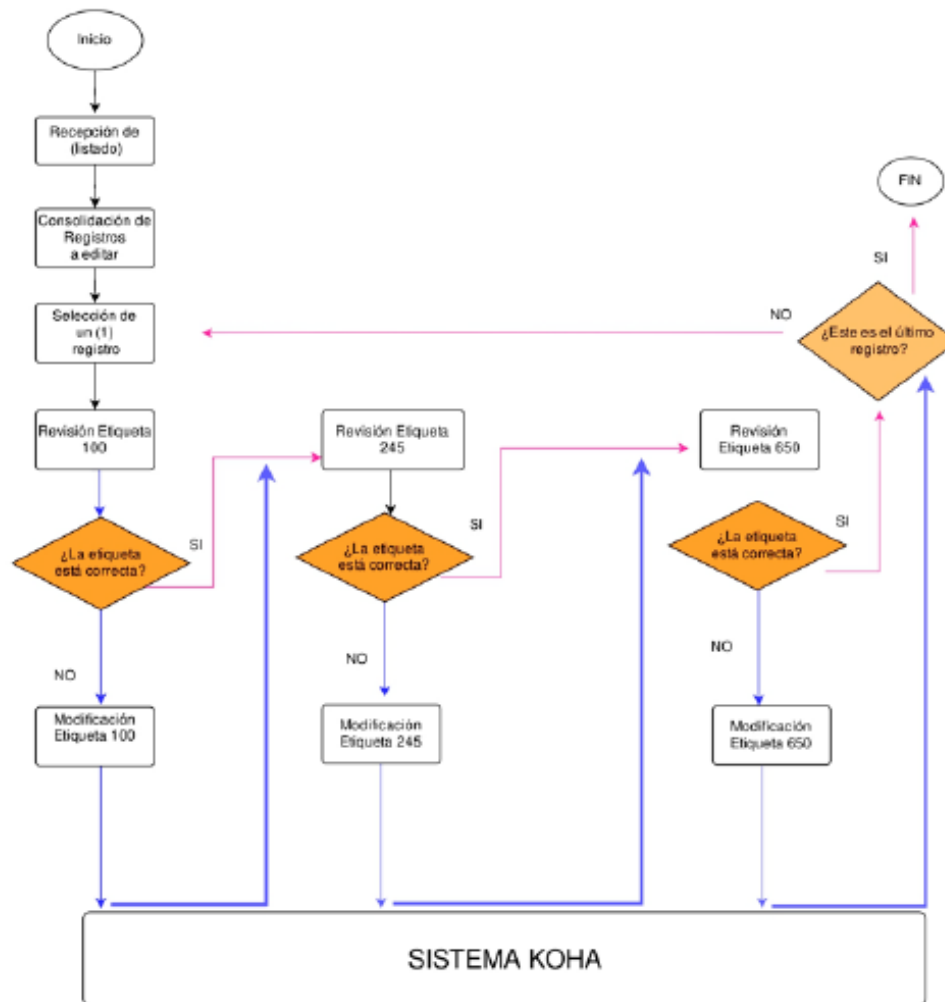 Inicio
Recepción de
(listado)
Consolidación de
Registros
a editar
Selección de
un (1)
registro
Revisión Etiqueta
100
¿La etiqueta
está correcta?
SI
NO
Modificación
Etiqueta 100
Revisión Etiqueta
245
¿La etiqueta
está correcta?
SI
NO
Modificación
Etiqueta 245
Revisión
Etiqueta 650
¿La etiqueta
está correcta?
SI
NO
Modificación
Etiqueta 650
¿Este es el último
registro?
NO
SI
FIN
SISTEMA KOHA